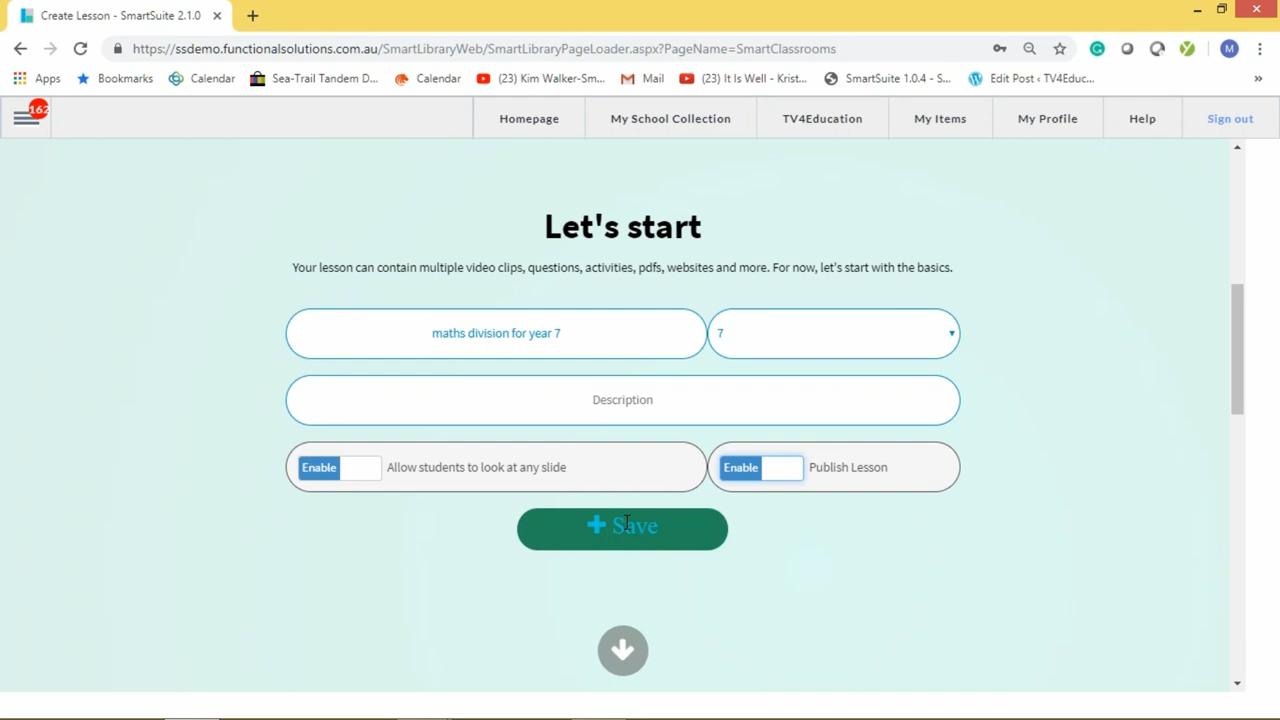 Create Lesson - SmartSuite 2.1.0
https://ssdemo.functionalsolutions.com.au/SmartLibraryWeb/SmartLibraryPageLoader.aspx?PageName=SmartClassrooms
M
Apps Bookmarks Calendar Sea-Trail Tandem D... Calendar (23) Kim Walker-Sm... Mail (23) It Is Well - Krist... SmartSuite 1.0.4 - S... Edit Post ‹ TV4Educ... »
162 Homepage My School Collection TV4Education My Items My Profile Help Sign out
Let's start
Your lesson can contain multiple video clips, questions, activities, pdfs, websites and more. For now, let's start with the basics.
maths division for year 7 7
Description
Enable Allow students to look at any slide Enable Publish Lesson
Save